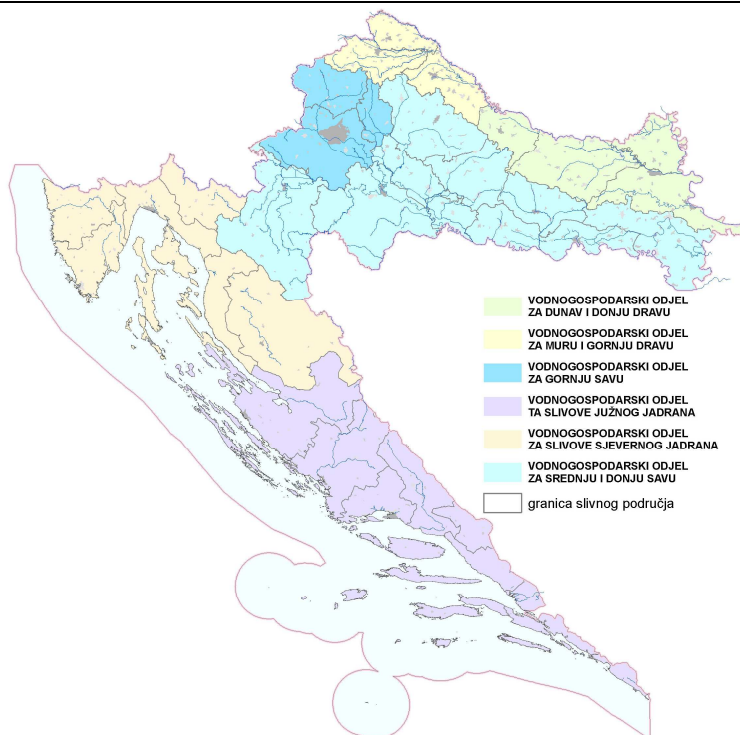 VODNOGOSPODARSKI ODJEL
ZA DUNAV I DONJU DRAVU
VODNOGOSPODARSKI ODJEL
ZA MURU I GORNJU DRAVU
VODNOGOSPODARSKI ODJEL
ZA GORNJU SAVU
VODNOGOSPODARSKI ODJEL
TA SLIVOVE JUŽNOG JADRANA
VODNOGOSPODARSKI ODJEL
ZA SLIVOVE SJEVERNOG JADRANA
VODNOGOSPODARSKI ODJEL
ZA SREDNJU I DONJU SAVU
granica slivnog područja